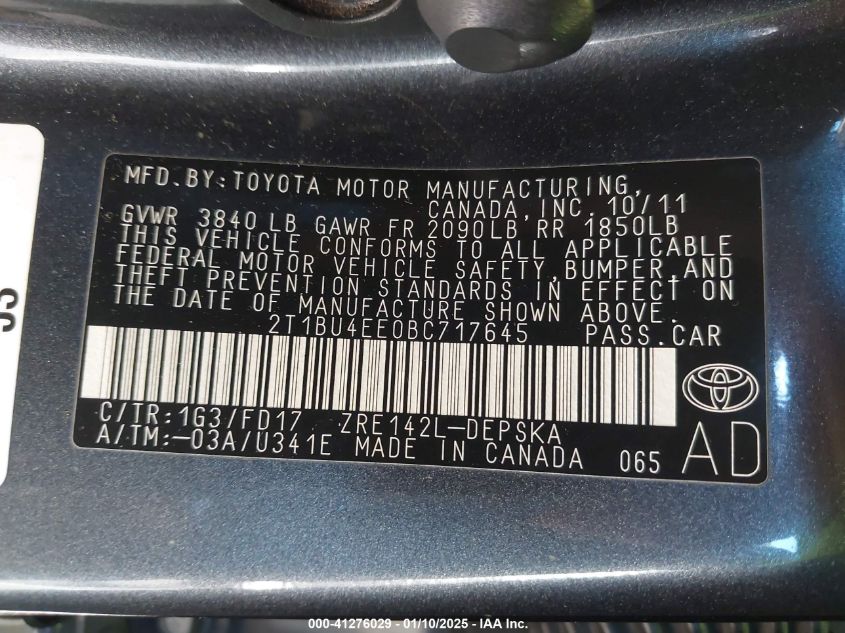 MFD.BY:TOYOTA MOTOR MANUFACTURING,
CANADA,INC. 10/11
GVWR 3840 LB GAWR FR 2090LB RR 1850LB
THIS VEHICLE CONFORMS TO ALL APPLICABLE
FEDERAL MOTOR VEHICLE SAFETY,BUMPER,AND
THEFT PREVENTION STANDARDS IN EFFECT ON
THE DATE OF MANUFACTURE SHOWN ABOVE.
2T1BU4EE0BC717645 PASS.CAR
C/TR:1G3/FD17 ZRE142L-DEPSKA
A/TM:-03A/U341E MADE IN CANADA 065 AD
000-41276029 - 01/10/2025 - IAA Inc.